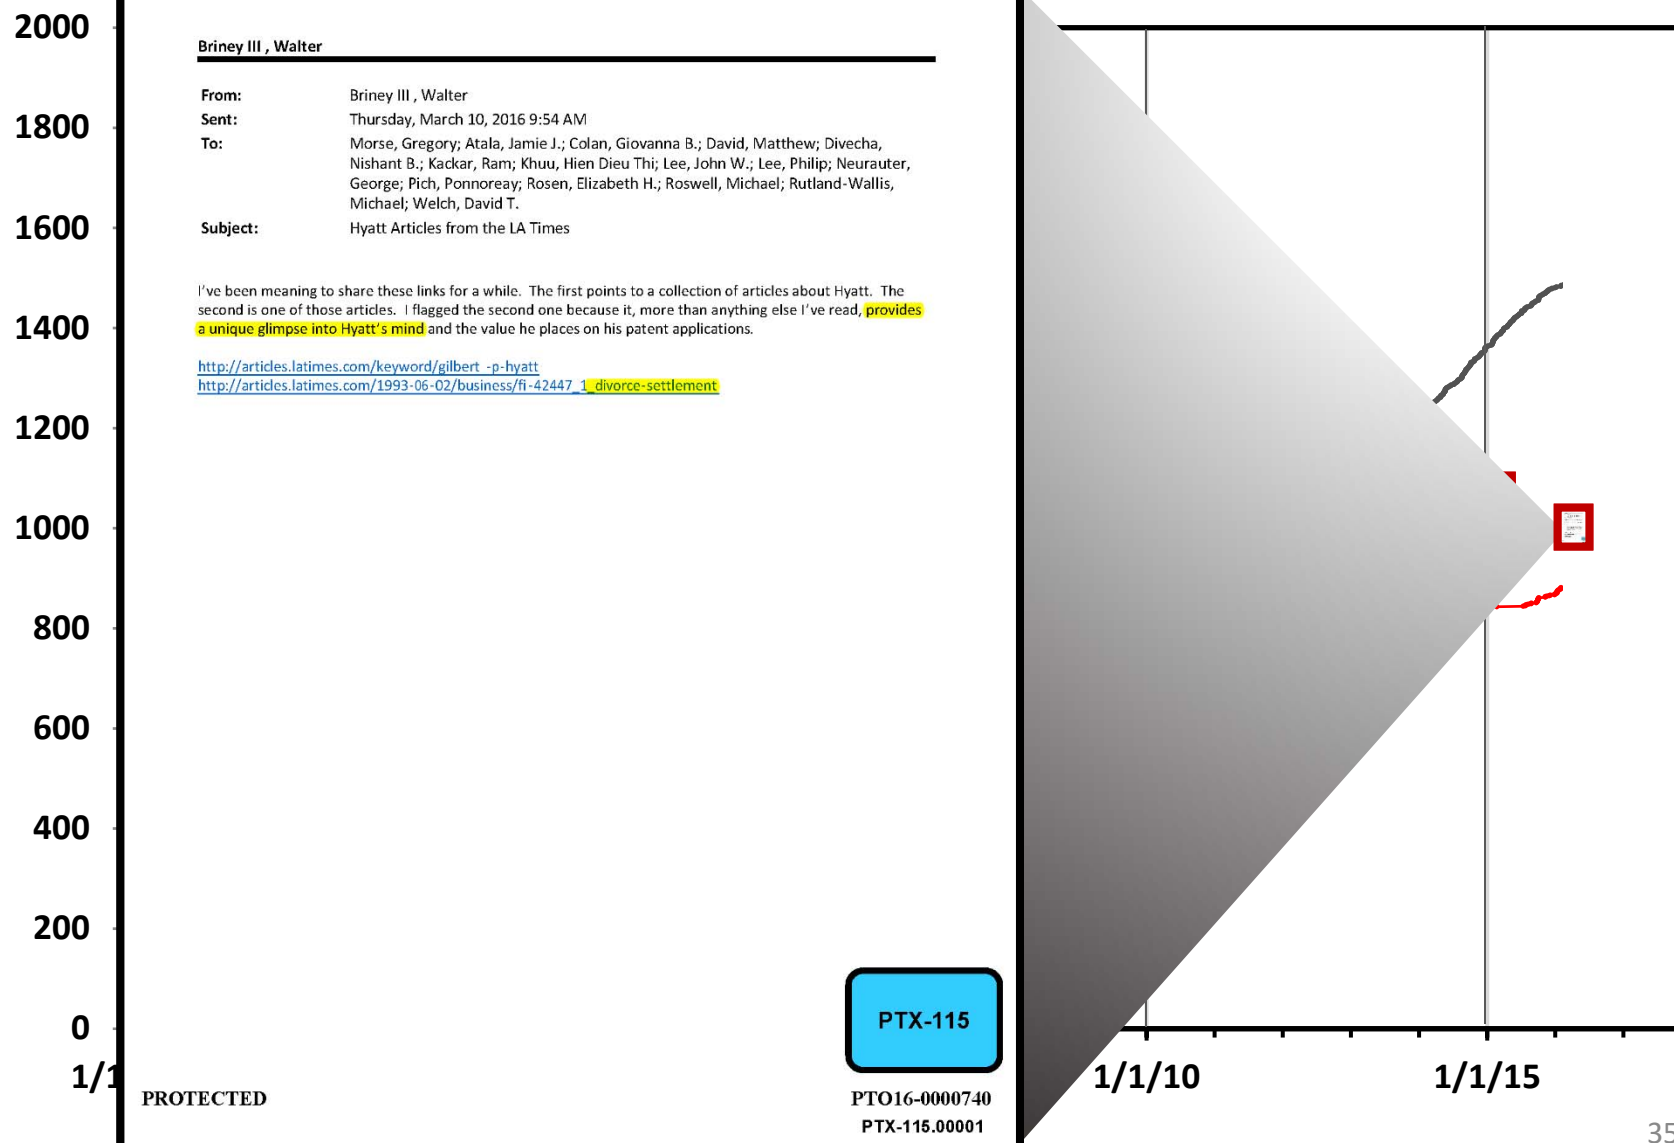 2000
1800
1600
1400
1200
1000
800
600
400
200
0
1/1
1/1/10
1/1/15
Briney III , Walter
From: Briney III , Walter
Sent: Thursday, March 10, 2016 9:54 AM
To: Morse, Gregory; Atala, Jamie J.; Colan, Giovanna B.; David, Matthew; Divecha,
Nishant B.; Kackar, Ram; Khuu, Hien Dieu Thi; Lee, John W.; Lee, Philip; Neurauter,
George; Pich, Ponnoreay; Rosen, Elizabeth H.; Roswell, Michael; Rutland-Wallis,
Michael; Welch, David T.
Subject: Hyatt Articles from the LA Times
I've been meaning to share these links for a while. The first points to a collection of articles about Hyatt. The
second is one of those articles. I flagged the second one because it, more than anything else I've read, provides
a unique glimpse into Hyatt's mind and the value he places on his patent applications.
http://articles.latimes.com/keyword/gilbert-p-hyatt
http://articles.latimes.com/1993-06-02/business/fi-42447_1_divorce-settlement
PTX-115
PROTECTED
PTO16-0000740
PTX-115.00001
35